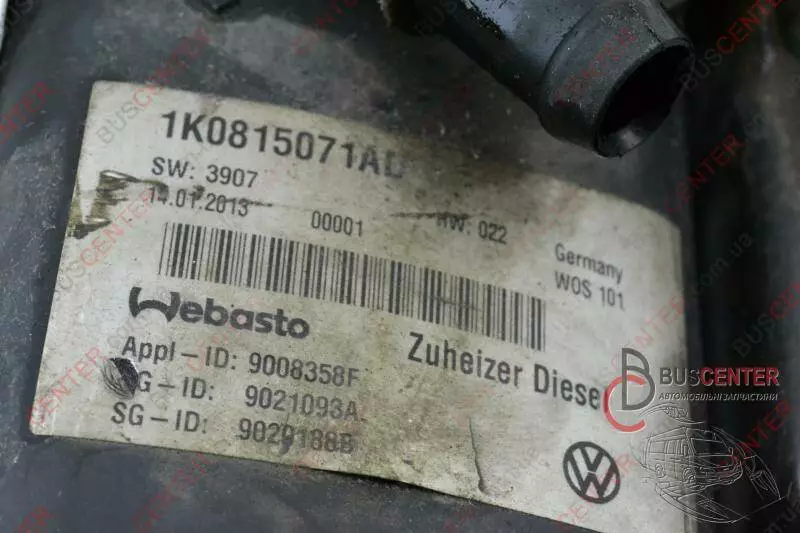 1K0815071AD
SW: 3907
14.01.2013 00001 HW: 022
Germany
WOS 101
Webasto
Zuheizer Diesel
Appl-ID: 9008358F
G-ID: 9021093A
SG-ID: 9029188B
BUSCENTER
АВТОМОБІЛЬНІ ЗАПЧАСТИНИ